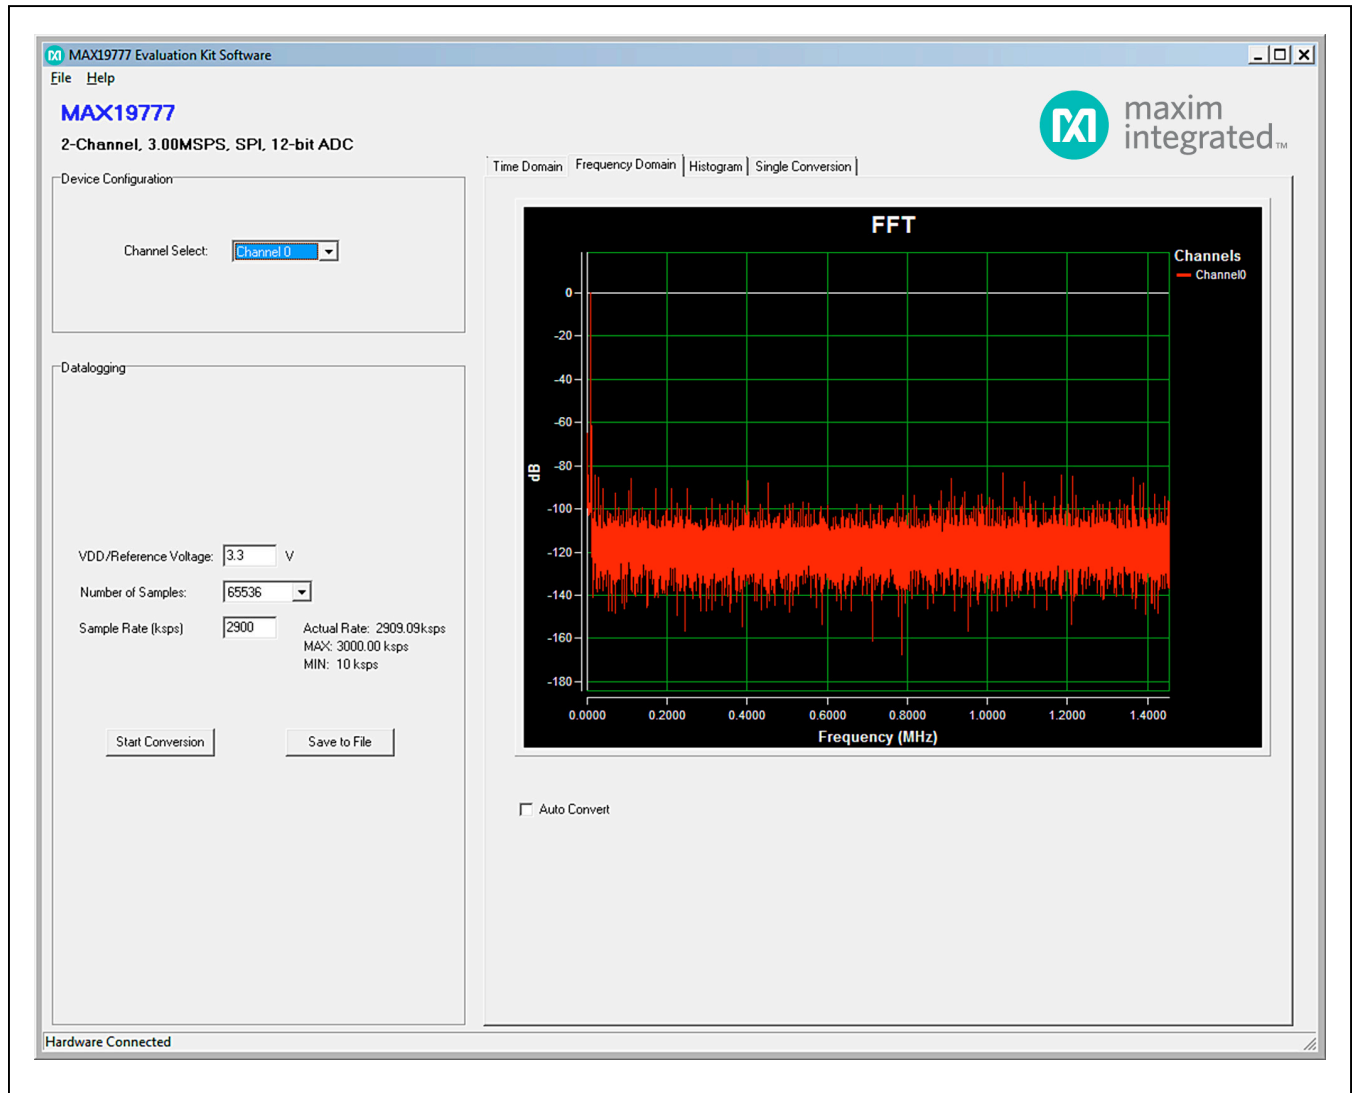 MAX19777 Evaluation Kit Software
File Help
MAX19777
2-Channel, 3.00MSPS, SPI, 12-bit ADC
maxim
integrated™
Device Configuration
Channel Select: Channel 0
Datalogging
VDD/Reference Voltage: 3.3 V
Number of Samples: 65536
Sample Rate (ksps) 2900 Actual Rate: 2909.09ksps
MAX: 3000.00 ksps
MIN: 10 ksps
Start Conversion Save to File
Time Domain Frequency Domain Histogram Single Conversion
FFT
Channels
Channel0
dB
0
-20
-40
-60
-80
-100
-120
-140
-160
-180
0.0000 0.2000 0.4000 0.6000 0.8000 1.0000 1.2000 1.4000
Frequency (MHz)
Auto Convert
Hardware Connected